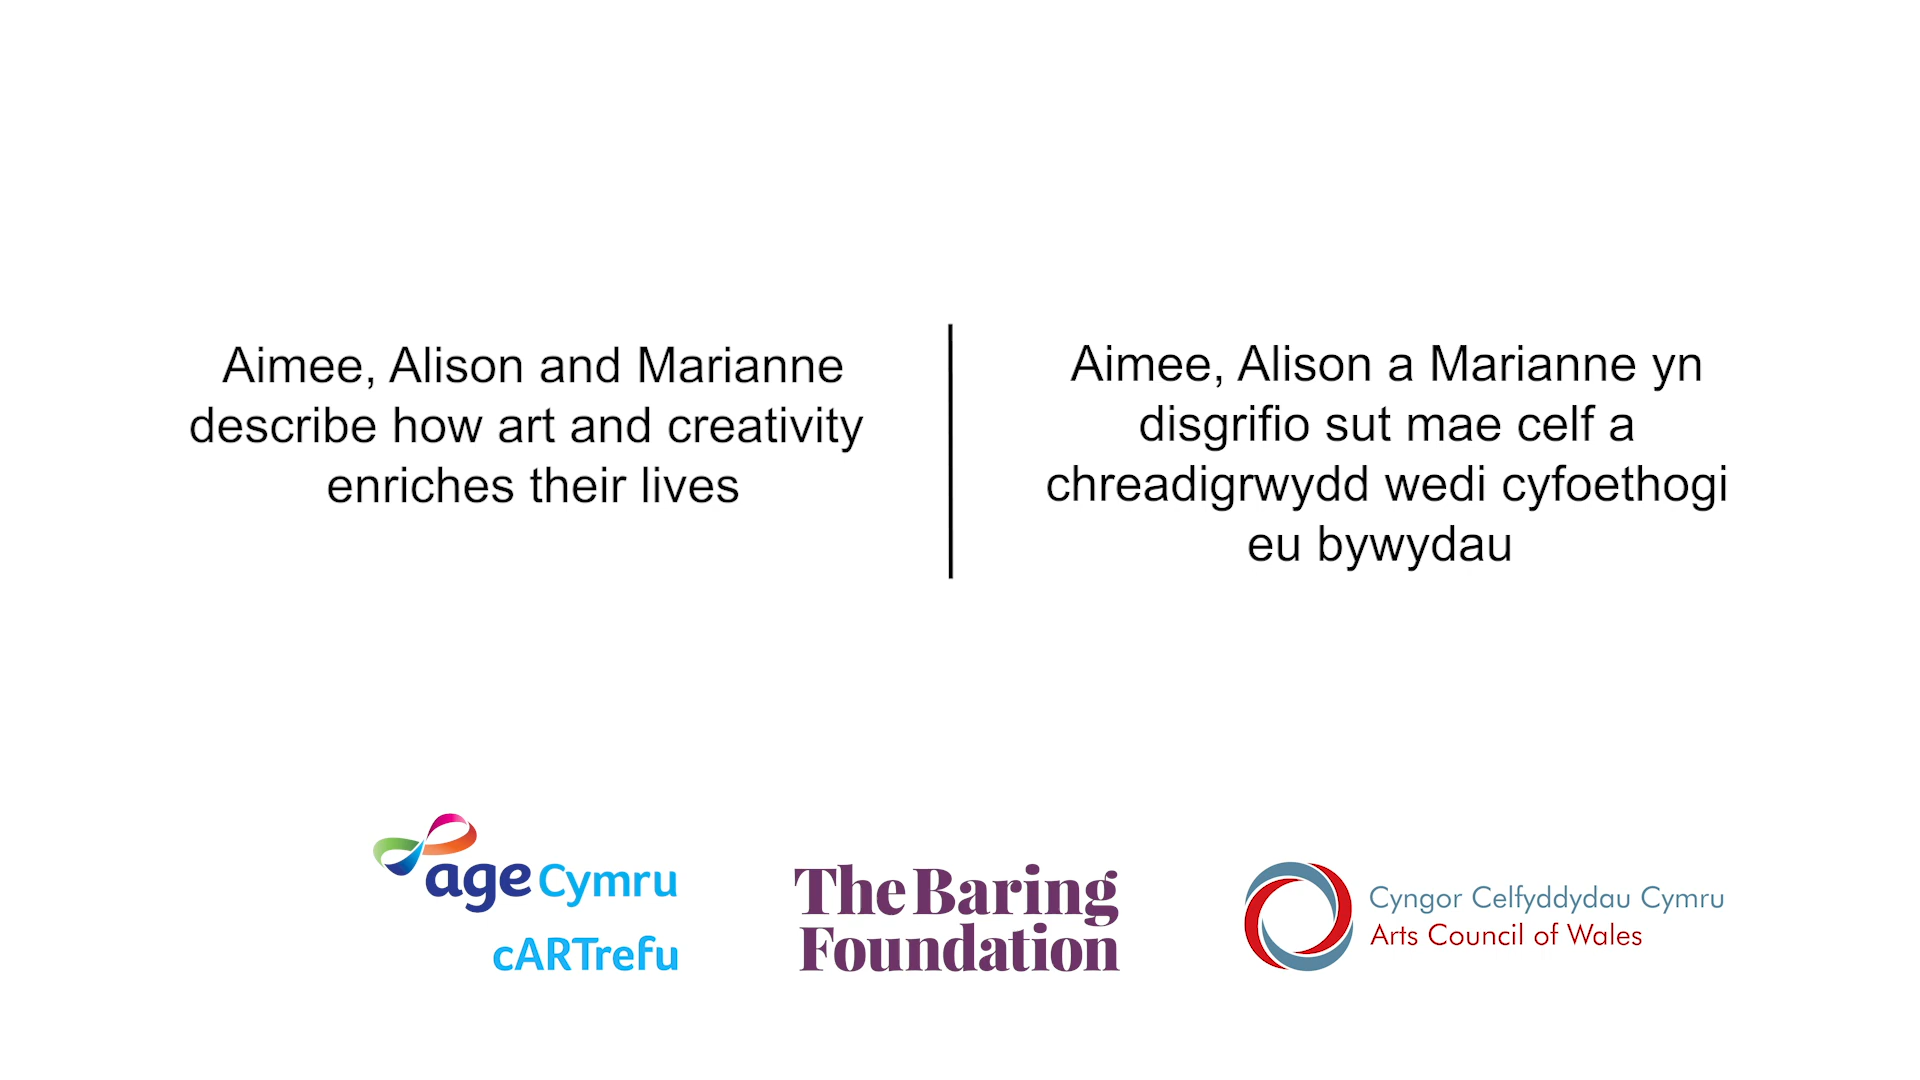 Aimee, Alison and Marianne
describe how art and creativity
enriches their lives
Aimee, Alison a Marianne yn
disgrifio sut mae celf a
chreadigrwydd wedi cyfoethogi
eu bywydau
age Cymru
cARTrefu
The Baring
Foundation
Cyngor Celfyddydau Cymru
Arts Council of Wales